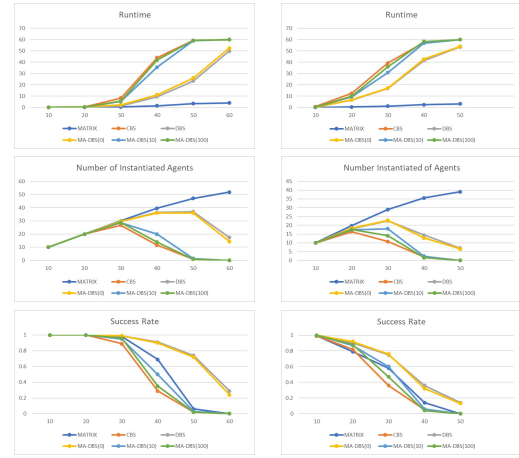 Runtime
70
60
50
40
30
20
10
0
10 20 30 40 50 60
MATRIX CBS DBS
MA-DBS(0) MA-DBS(10) MA-DBS(100)
Runtime
70
60
50
40
30
20
10
0
10 20 30 40 50
MATRIX CBS DBS
MA-DBS(0) MA-DBS(10) MA-DBS(100)
Number of Instantiated Agents
60
50
40
30
20
10
0
10 20 30 40 50 60
MATRIX CBS DBS
MA-DBS(0) MA-DBS(10) MA-DBS(100)
Number Instantiated of Agents
45
40
35
30
25
20
15
10
5
0
10 20 30 40 50
MATRIX CBS DBS
MA-DBS(0) MA-DBS(10) MA-DBS(100)
Success Rate
1
0.8
0.6
0.4
0.2
0
10 20 30 40 50 60
MATRIX CBS DBS
MA-DBS(0) MA-DBS(10) MA-DBS(100)
Success Rate
1
0.8
0.6
0.4
0.2
0
10 20 30 40 50
MATRIX CBS DBS
MA-DBS(0) MA-DBS(10) MA-DBS(100)